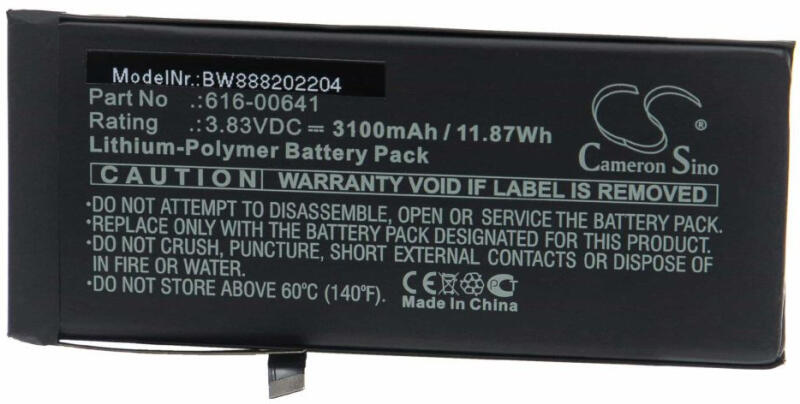 ModelNr.:BW888202204
Part No .:616-00641
Rating .: 3.83VDC ⎓ 3100mAh / 11.87Wh
Lithium-Polymer Battery Pack
CS ®
Cameron Sino
CAUTION WARRANTY VOID IF LABEL IS REMOVED
•DO NOT ATTEMPT TO DISASSEMBLE, OPEN OR SERVICE THE BATTERY PACK.
•REPLACE ONLY WITH THE BATTERY PACK DESIGNATED FOR THIS PRODUCT.
•DO NOT CRUSH, PUNCTURE, SHORT EXTERNAL CONTACTS OR DISPOSE OF
IN FIRE OR WATER.
•DO NOT STORE ABOVE 60°C (140°F).
CE
Made In China